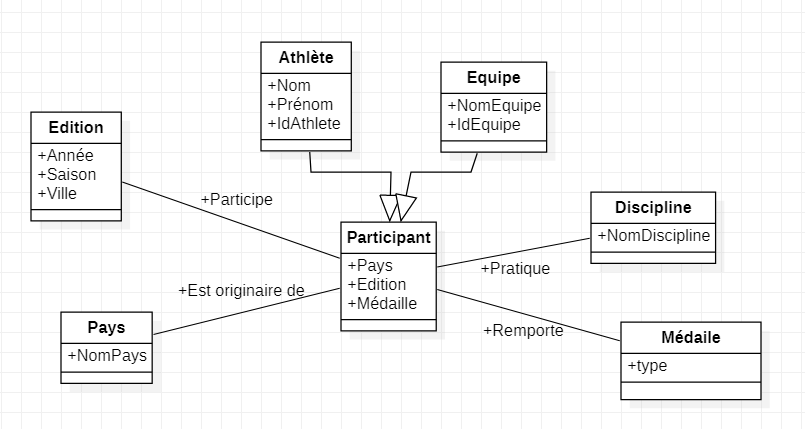 Athlète
+Nom
+Prénom
+IdAthlete
Equipe
+NomEquipe
+IdEquipe
Edition
+Année
+Saison
+Ville
+Participe
Participant
+Pays
+Edition
+Médaille
Discipline
+NomDiscipline
+Pratique
+Est originaire de
Pays
+NomPays
+Remporte
Médaile
+type